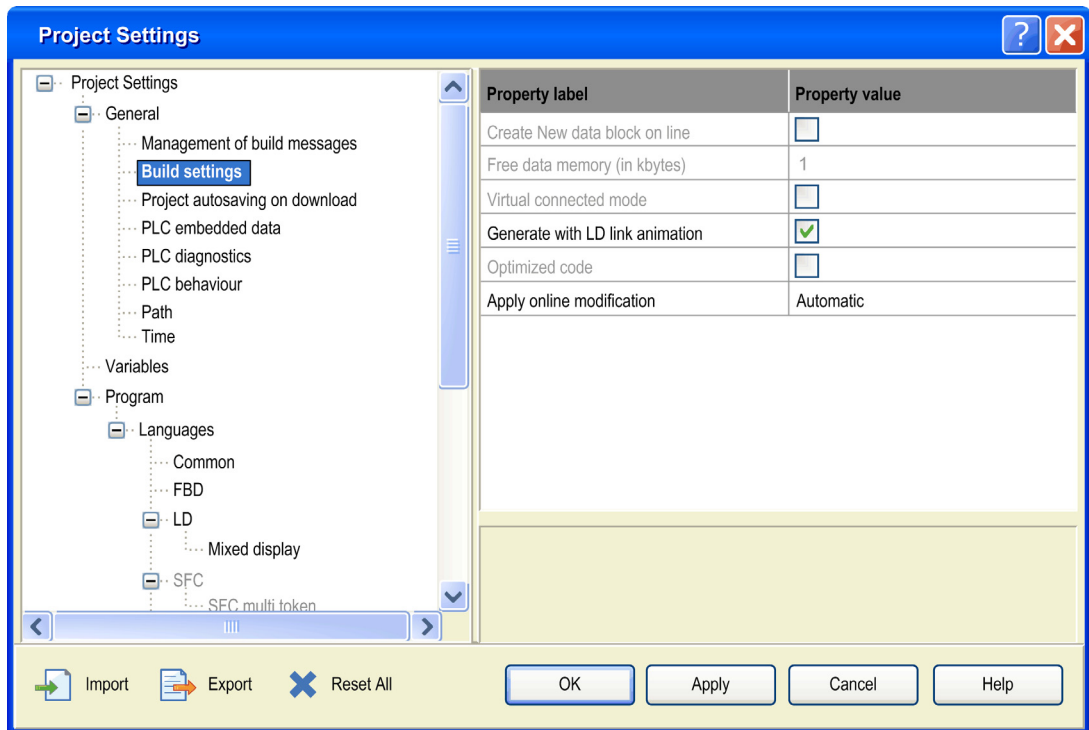 Project Settings
Project Settings
General
Management of build messages
Build settings
Project autosaving on download
PLC embedded data
PLC diagnostics
PLC behaviour
Path
Time
Variables
Program
Languages
Common
FBD
LD
Mixed display
SFC
SFC multi token
Property label Property value
Create New data block on line
Free data memory (in kbytes) 1
Virtual connected mode
Generate with LD link animation
Optimized code
Apply online modification Automatic
Import Export Reset All OK Apply Cancel Help